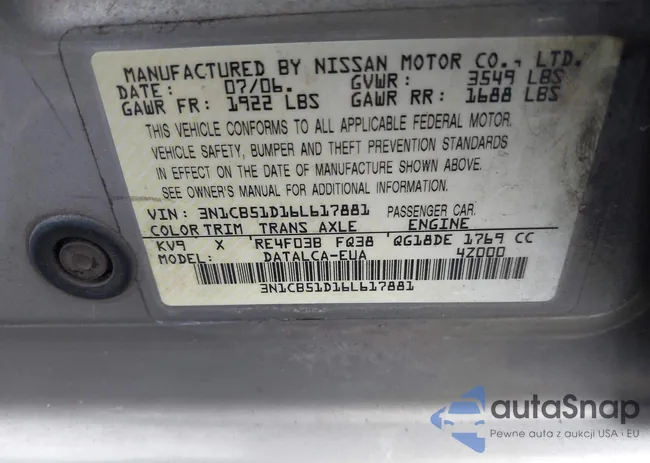 MANUFACTURED BY NISSAN MOTOR CO., LTD.
DATE: 07/06. GVWR: 3549 LBS
GAWR FR: 1922 LBS GAWR RR: 1688 LBS
THIS VEHICLE CONFORMS TO ALL APPLICABLE FEDERAL MOTOR
VEHICLE SAFETY, BUMPER AND THEFT PREVENTION STANDARDS
IN EFFECT ON THE DATE OF MANUFACTURE SHOWN ABOVE.
SEE OWNER'S MANUAL FOR ADDITIONAL INFORMATION.
VIN: 3N1CB51D16L617881 PASSENGER CAR.
COLOR TRIM TRANS AXLE ENGINE
KV9 X RE4F03B FQ38 QG18DE 1769 CC
MODEL: DATALCA-EUA 4Z000
3N1CB51D16L617881
autoSnap
Pewne auta z aukcji USA i EU